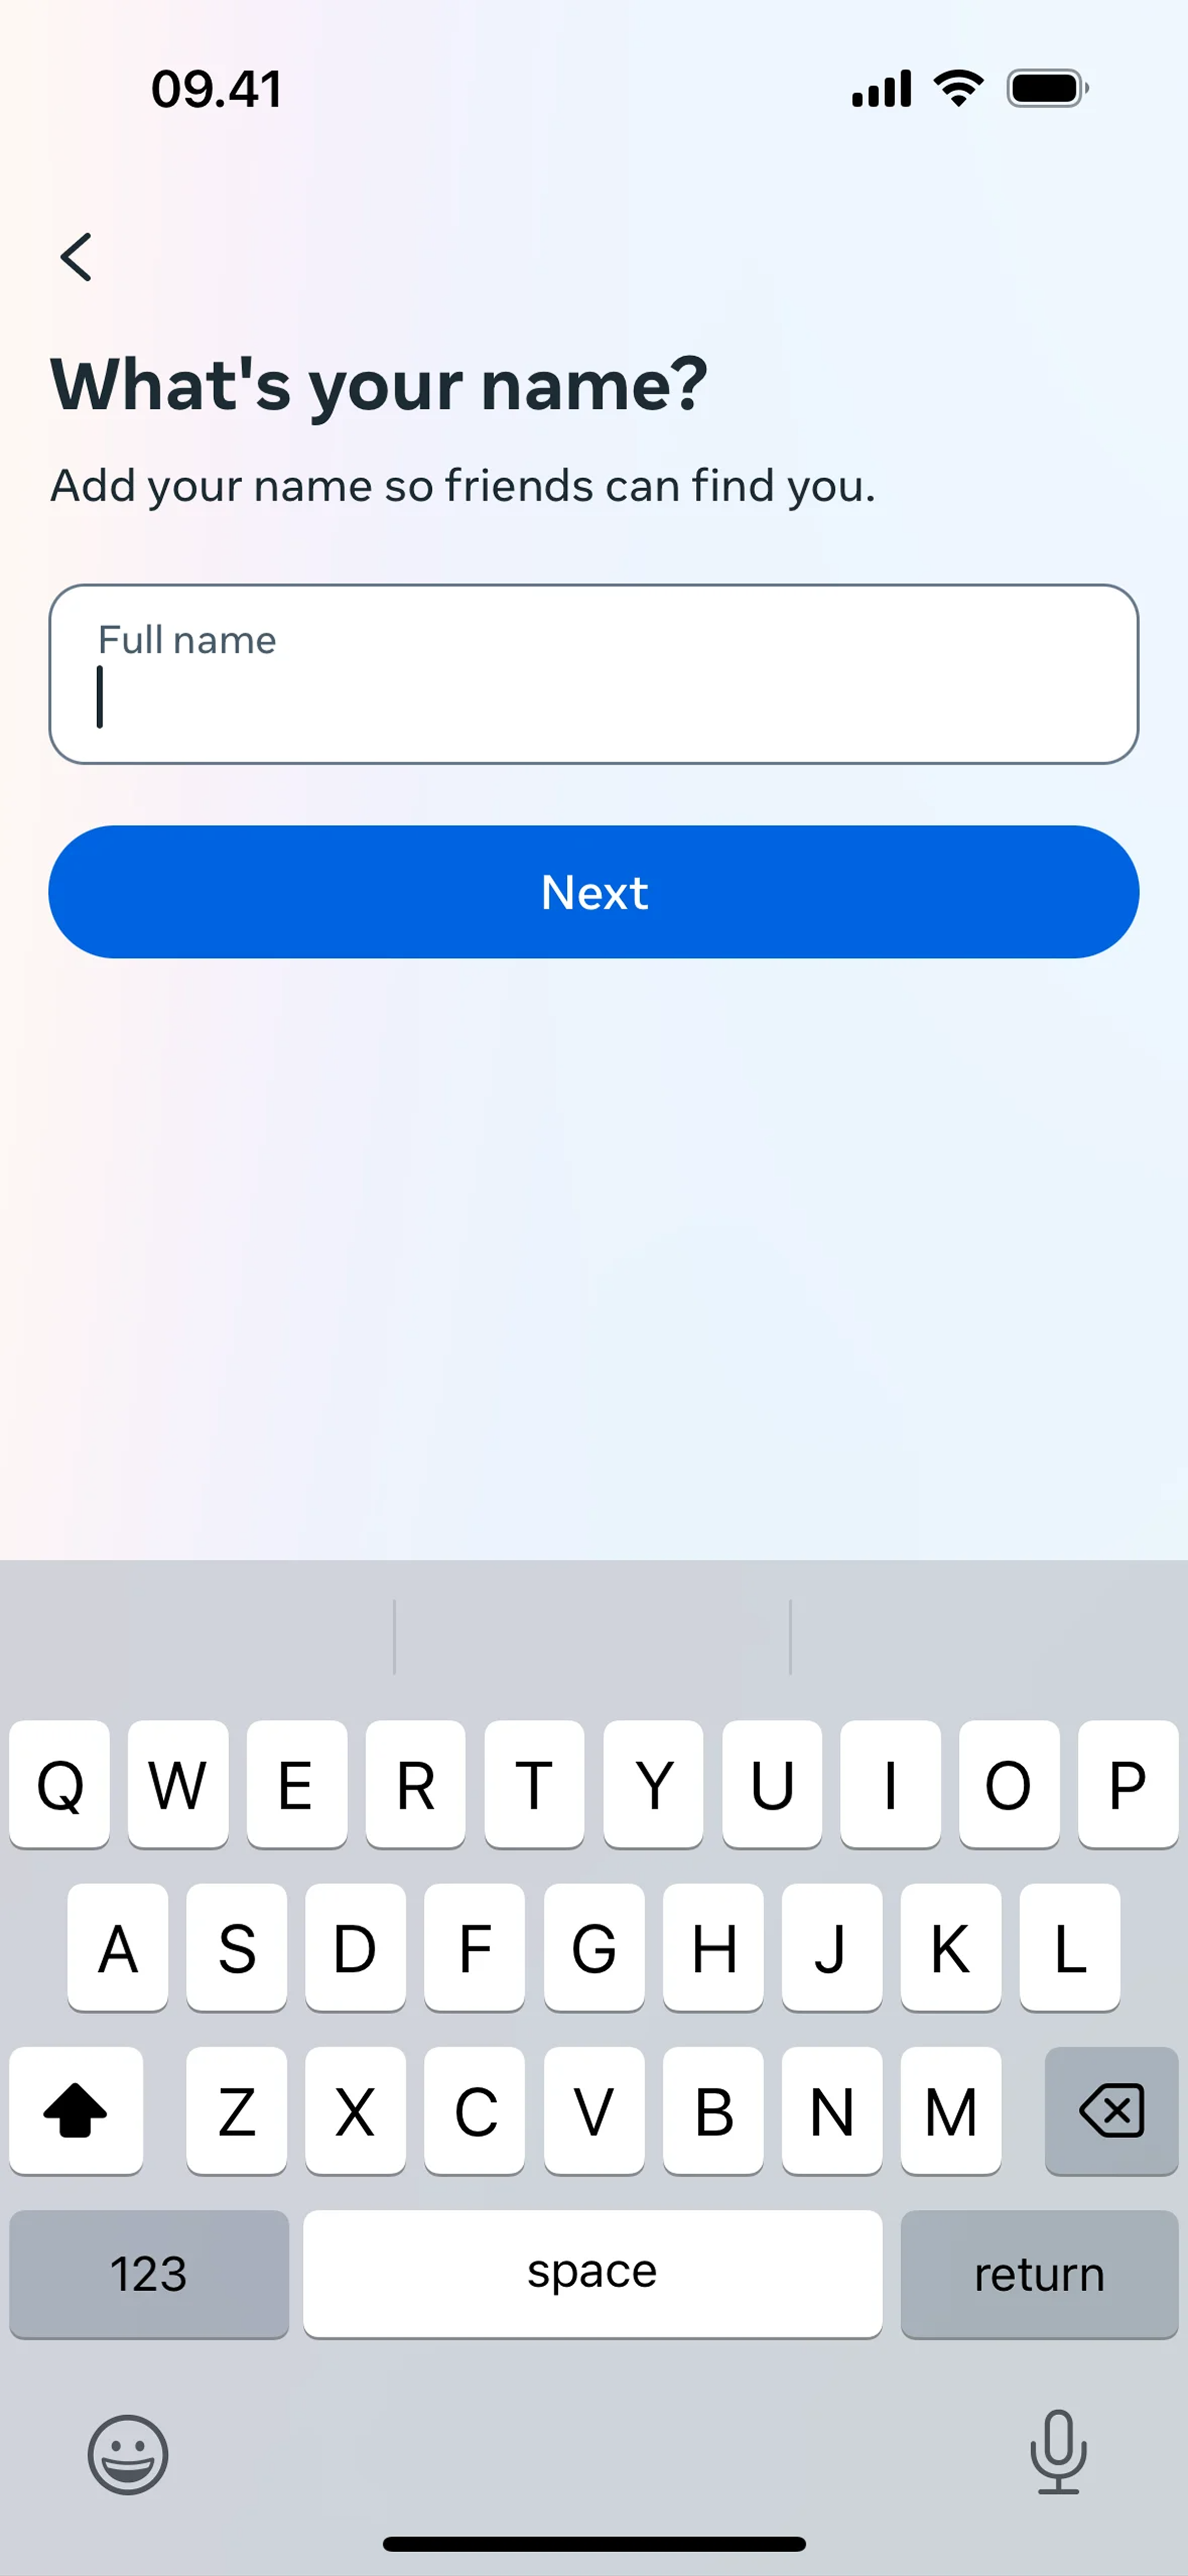 09.41
What's your name?
Add your name so friends can find you.
Full name
Next
Q W E R T Y U I O P
A S D F G H J K L
Z X C V B N M
123 space return